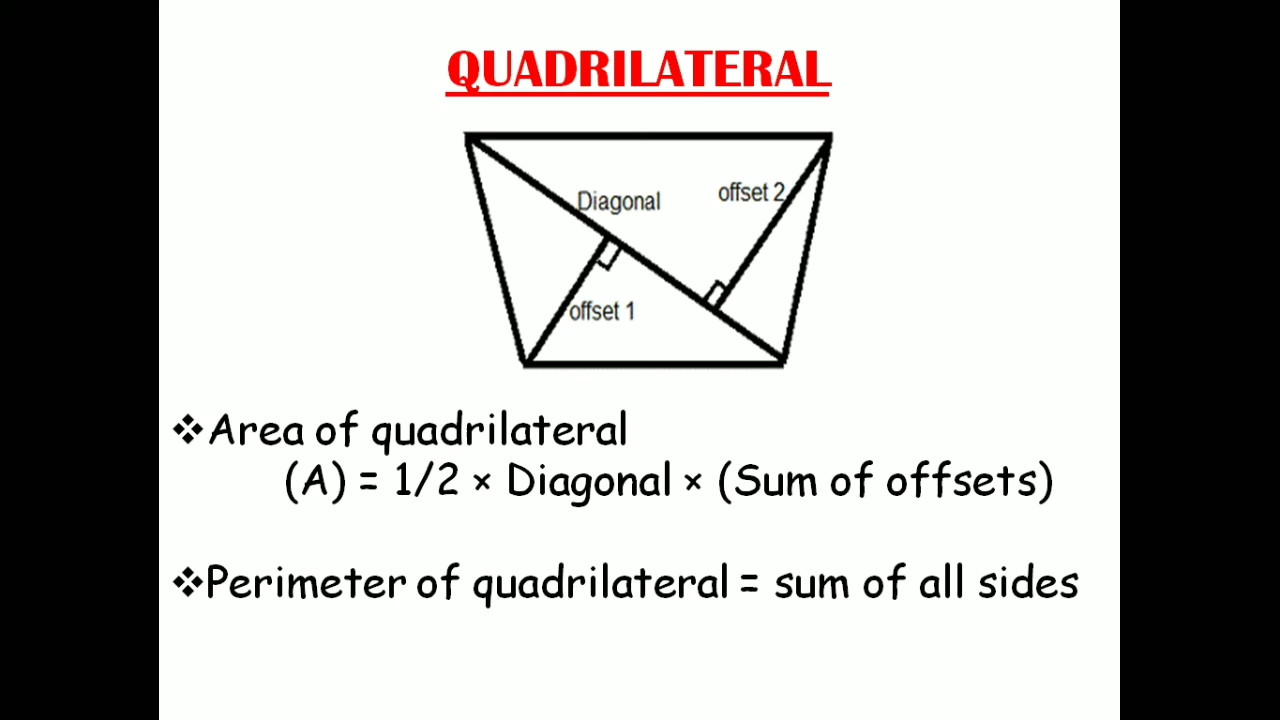 QUADRILATERAL
Diagonal
offset 2
offset 1
❖Area of quadrilateral
(A) = 1/2 × Diagonal × (Sum of offsets)
❖Perimeter of quadrilateral = sum of all sides